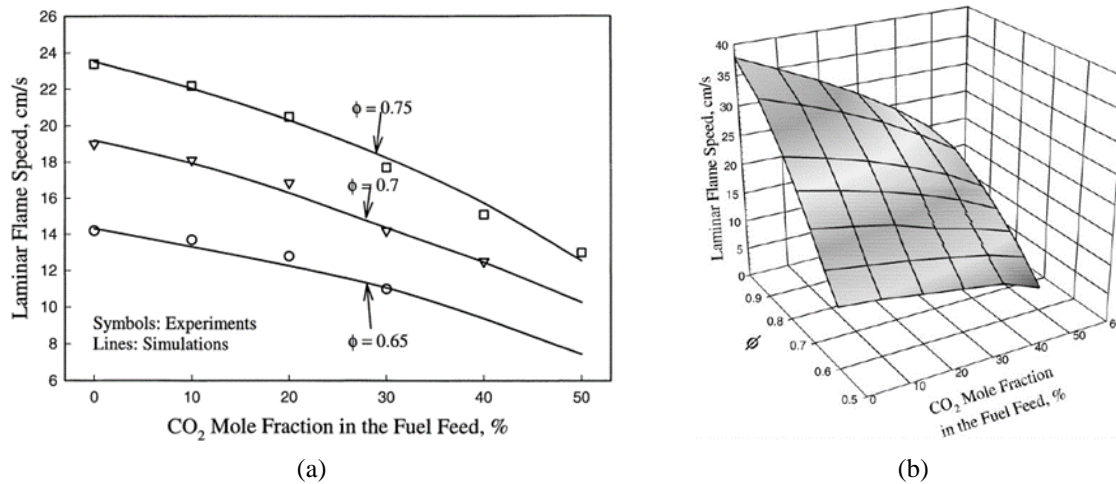 26
24
22
20
18
16
14
12
10
8
6
Laminar Flame Speed, cm/s
ϕ = 0.75
ϕ = 0.7
ϕ = 0.65
Symbols: Experiments
Lines: Simulations
0 10 20 30 40 50
CO₂ Mole Fraction in the Fuel Feed, %
(a)
40
35
30
25
20
15
10
5
0
Laminar Flame Speed, cm/s
0.9
0.8
0.7
0.6
0.5
ϕ
0 10 20 30 40 50
CO₂ Mole Fraction
in the Fuel Feed, %
(b)